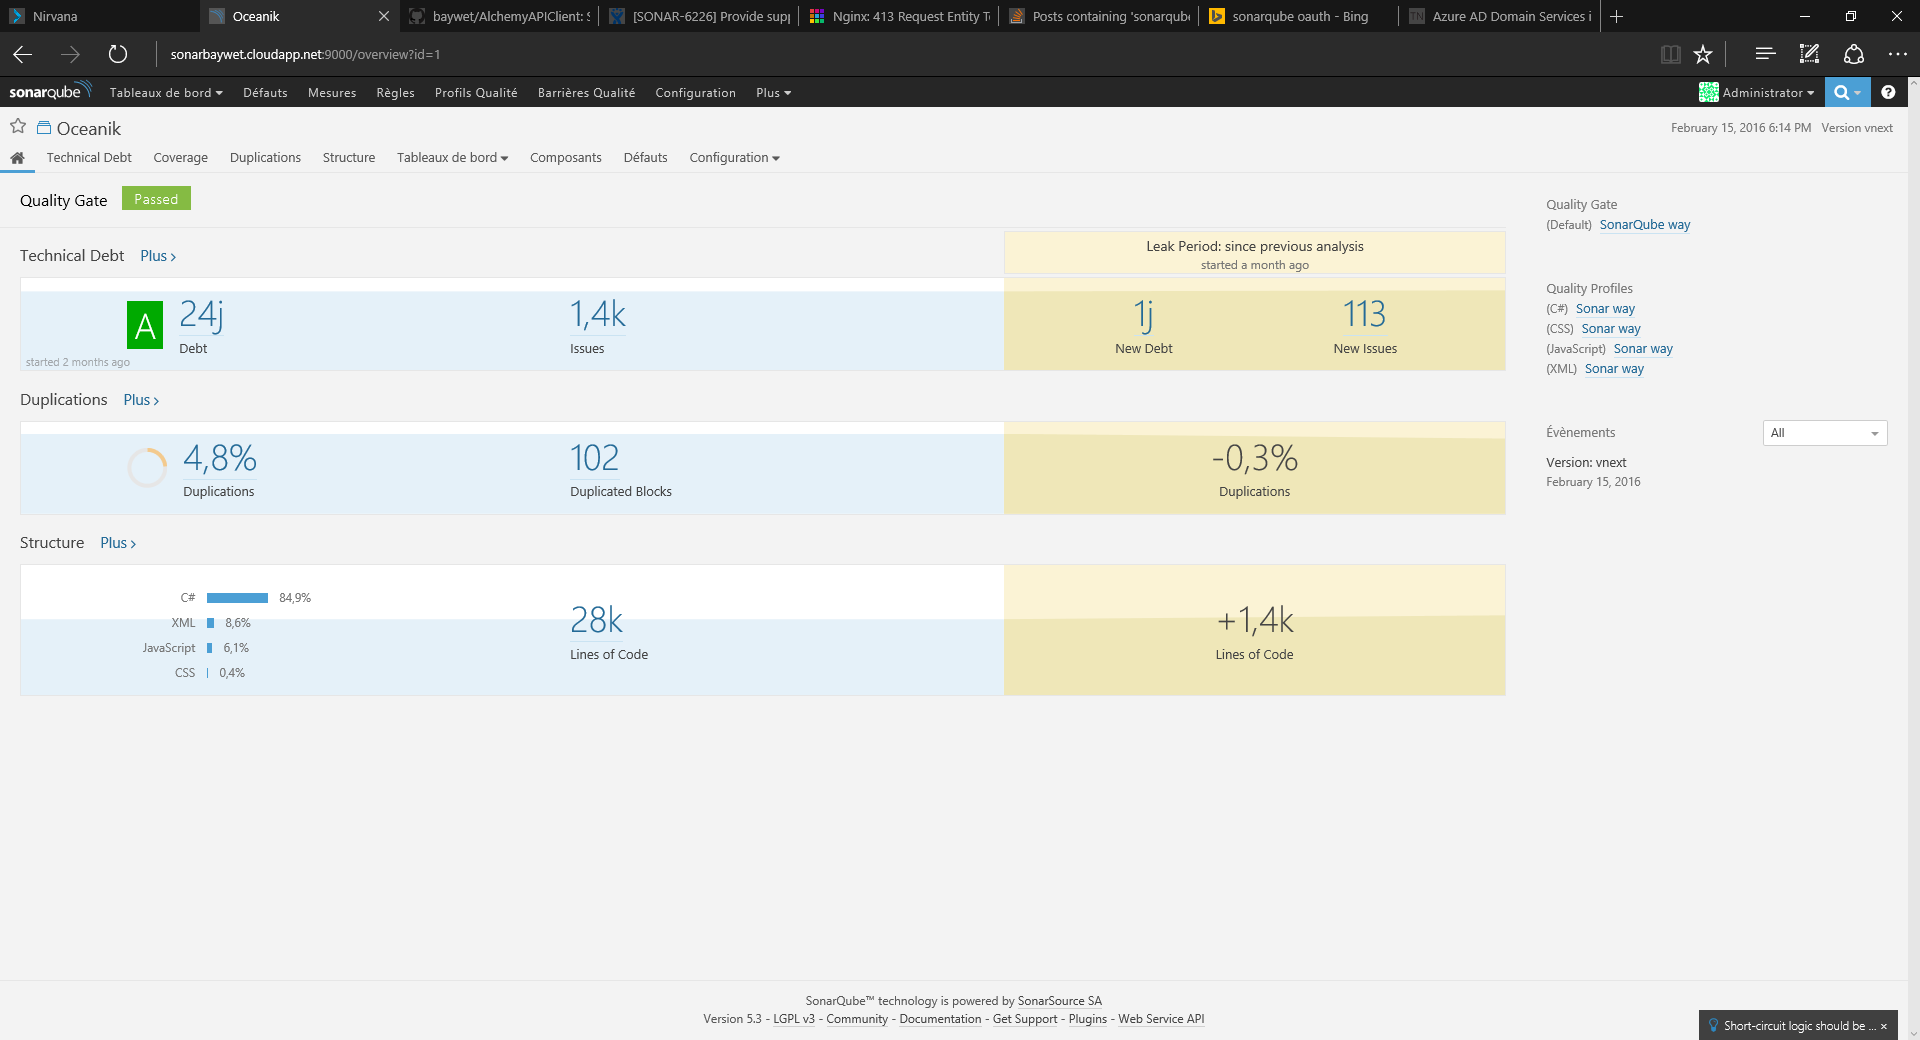 Nirvana
Oceanik
baywet/AlchemyAPIClient: S
[SONAR-6226] Provide supp
Nginx: 413 Request Entity T
Posts containing 'sonarqube
sonarqube oauth - Bing
TN Azure AD Domain Services i
sonarbaywet.cloudapp.net:9000/overview?id=1
sonarqube Tableaux de bord Défauts Mesures Règles Profils Qualité Barrières Qualité Configuration Plus Administrator
Oceanik
February 15, 2016 6:14 PM Version vnext
Technical Debt Coverage Duplications Structure Tableaux de bord Composants Défauts Configuration
Quality Gate Passed
Technical Debt Plus
Leak Period: since previous analysis
started a month ago
A 24j
Debt
1,4k
Issues
started 2 months ago
1j
New Debt
113
New Issues
Duplications Plus
4,8%
Duplications
102
Duplicated Blocks
-0,3%
Duplications
Structure Plus
C# 84,9%
XML 8,6%
JavaScript 6,1%
CSS 0,4%
28k
Lines of Code
+1,4k
Lines of Code
Quality Gate
(Default) SonarQube way
Quality Profiles
(C#) Sonar way
(CSS) Sonar way
(JavaScript) Sonar way
(XML) Sonar way
Évènements All
Version: vnext
February 15, 2016
SonarQube™ technology is powered by SonarSource SA
Version 5.3 - LGPL v3 - Community - Documentation - Get Support - Plugins - Web Service API
Short-circuit logic should be ... ×